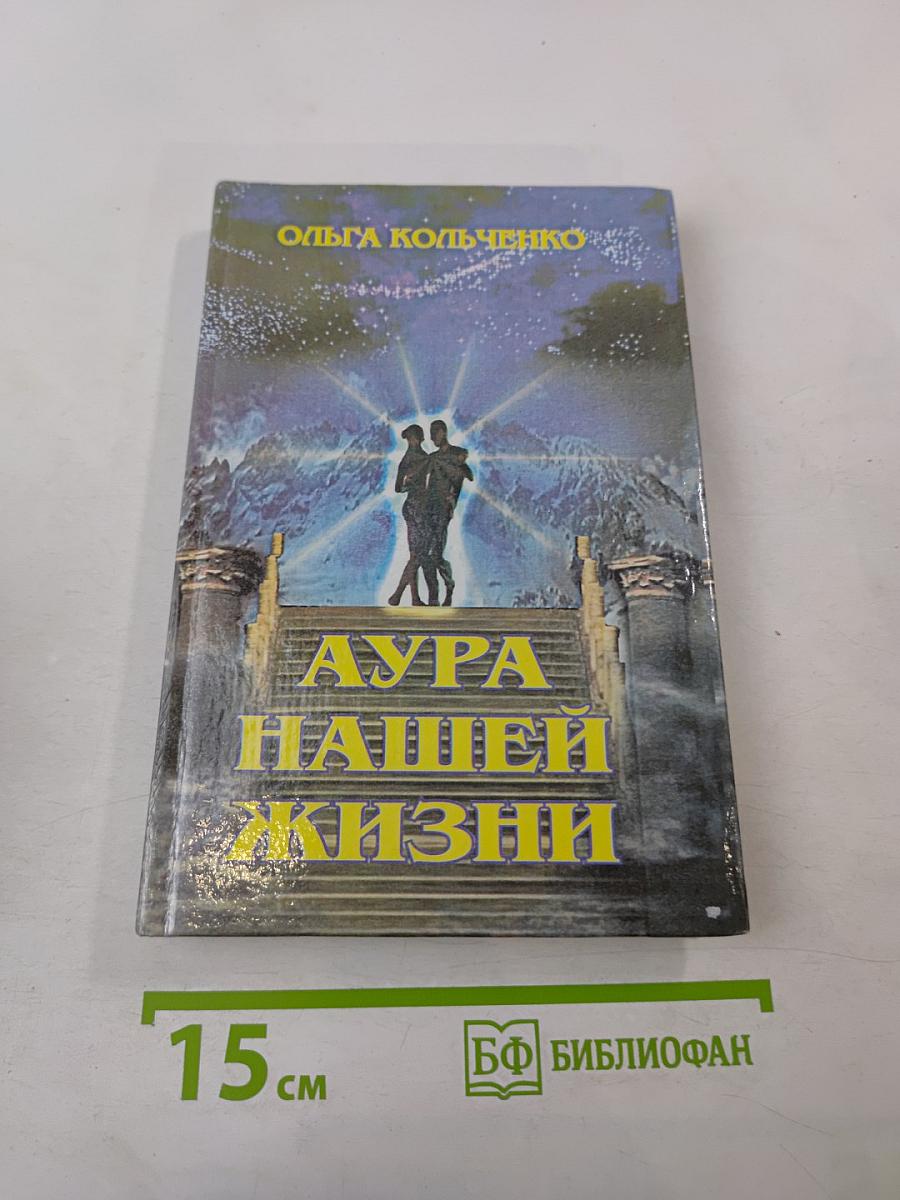 ОЛЬГА КОЛЬЧЕНКО
АУРА
НАШЕЙ
ЖИЗНИ
15 см
БФ БИБЛИОФАН